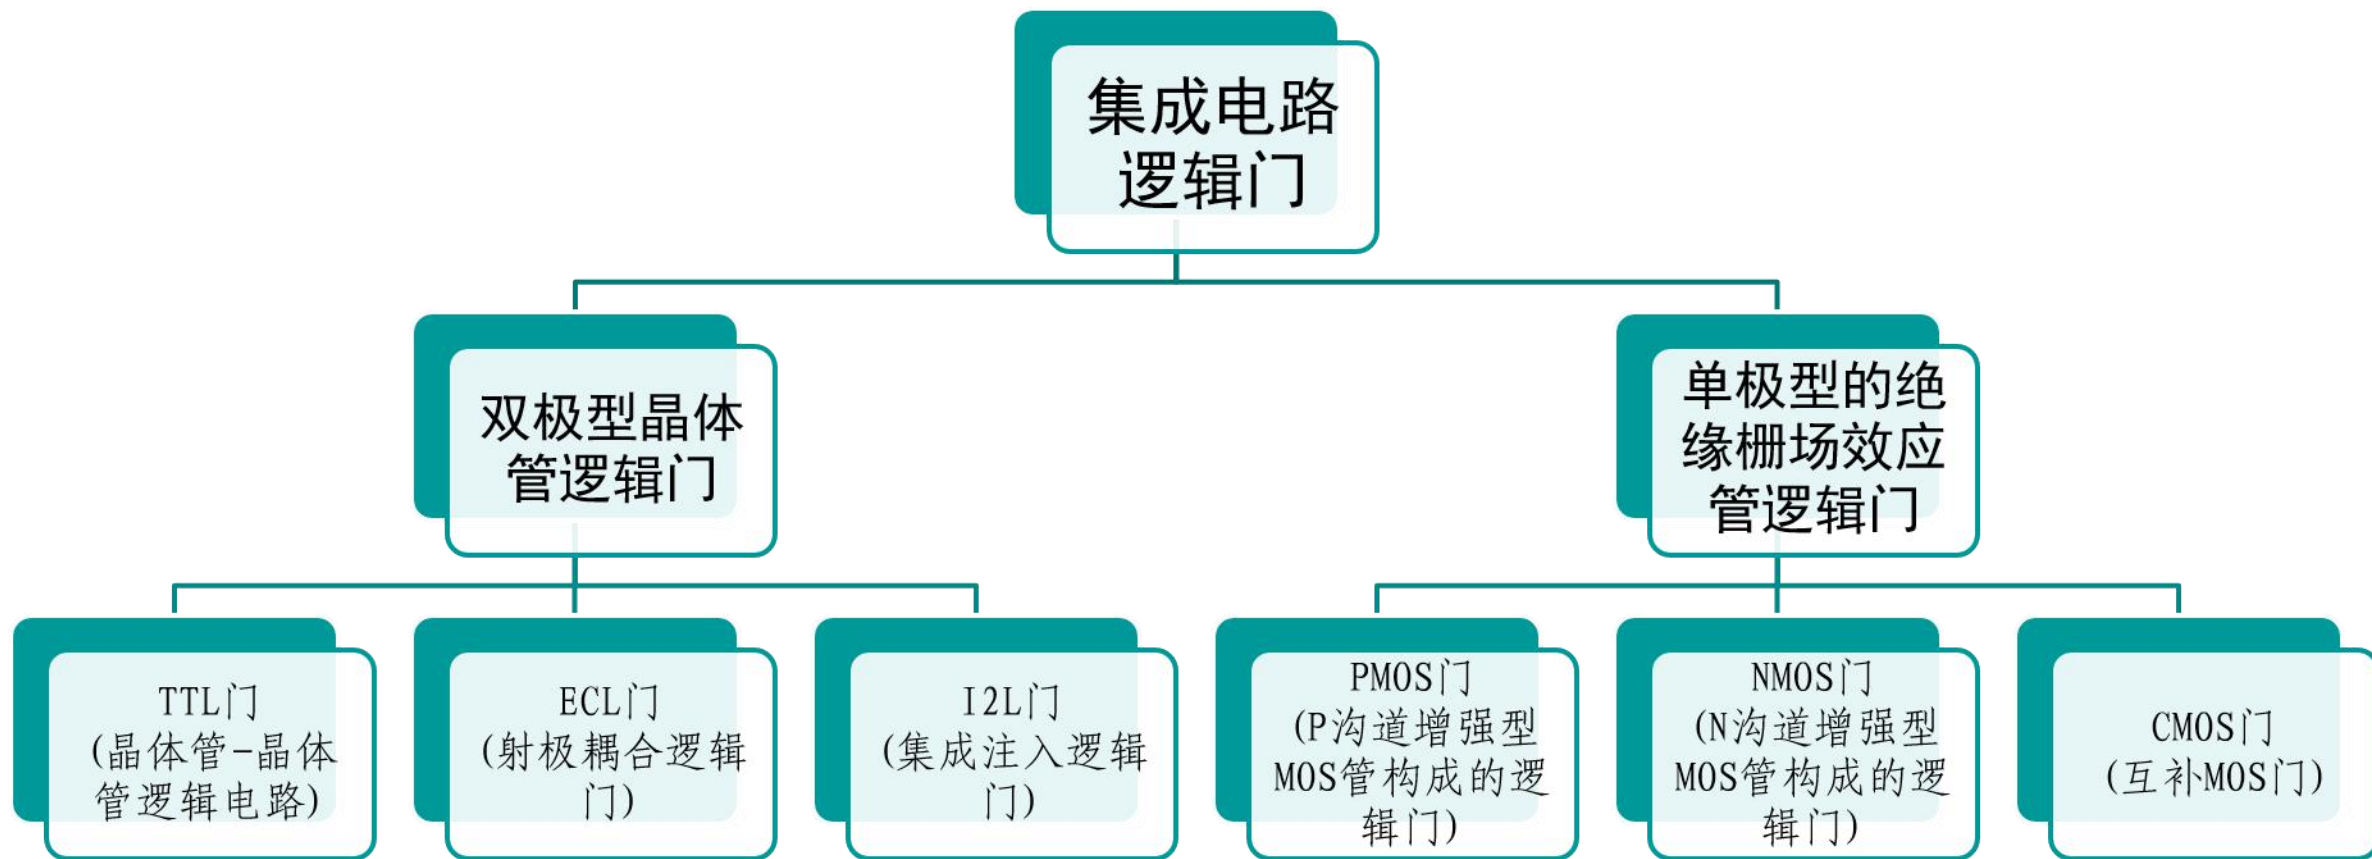 集成电路
逻辑门
双极型晶体
管逻辑门
单极型的绝
缘栅场效应
管逻辑门
TTL门
(晶体管-晶体
管逻辑电路)
ECL门
(射极耦合逻辑
门)
I2L门
(集成注入逻辑
门)
PMOS门
(P沟道增强型
MOS管构成的逻
辑门)
NMOS门
(N沟道增强型
MOS管构成的逻
辑门)
CMOS门
(互补MOS门)